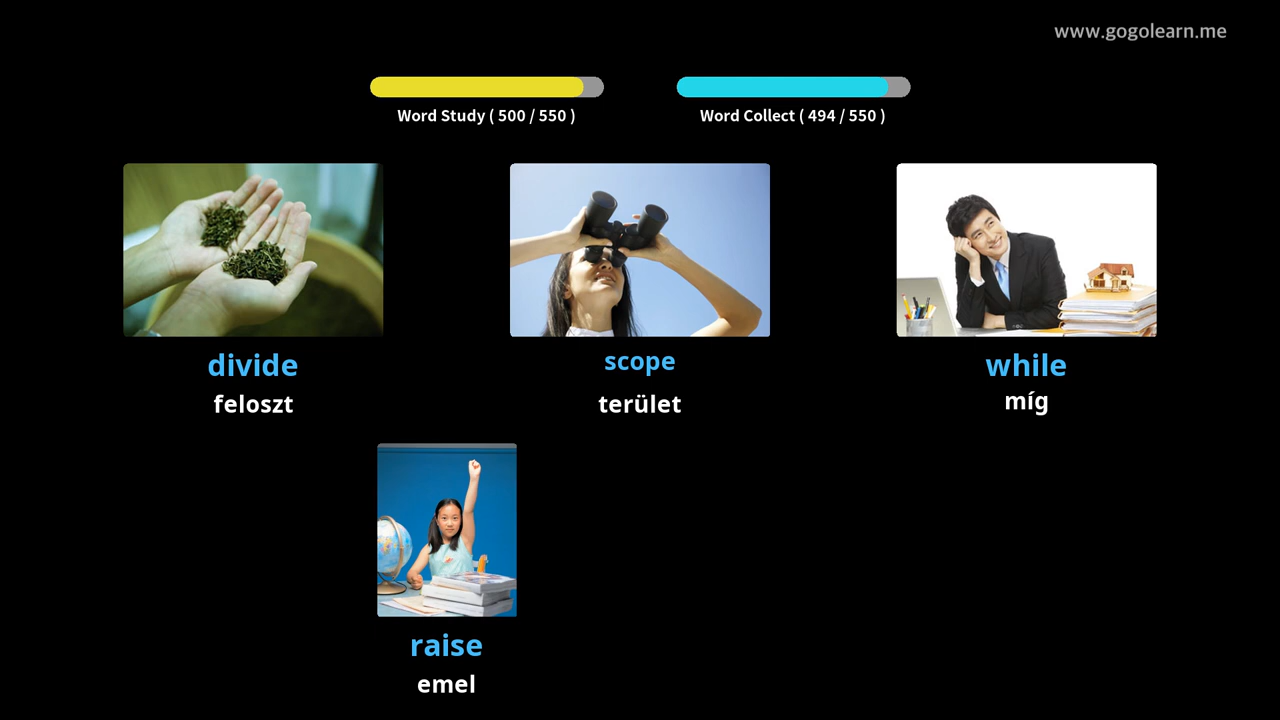 www.gogolearn.me
Word Study ( 500 / 550 )
Word Collect ( 494 / 550 )
divide
feloszt
scope
terület
while
míg
raise
emel